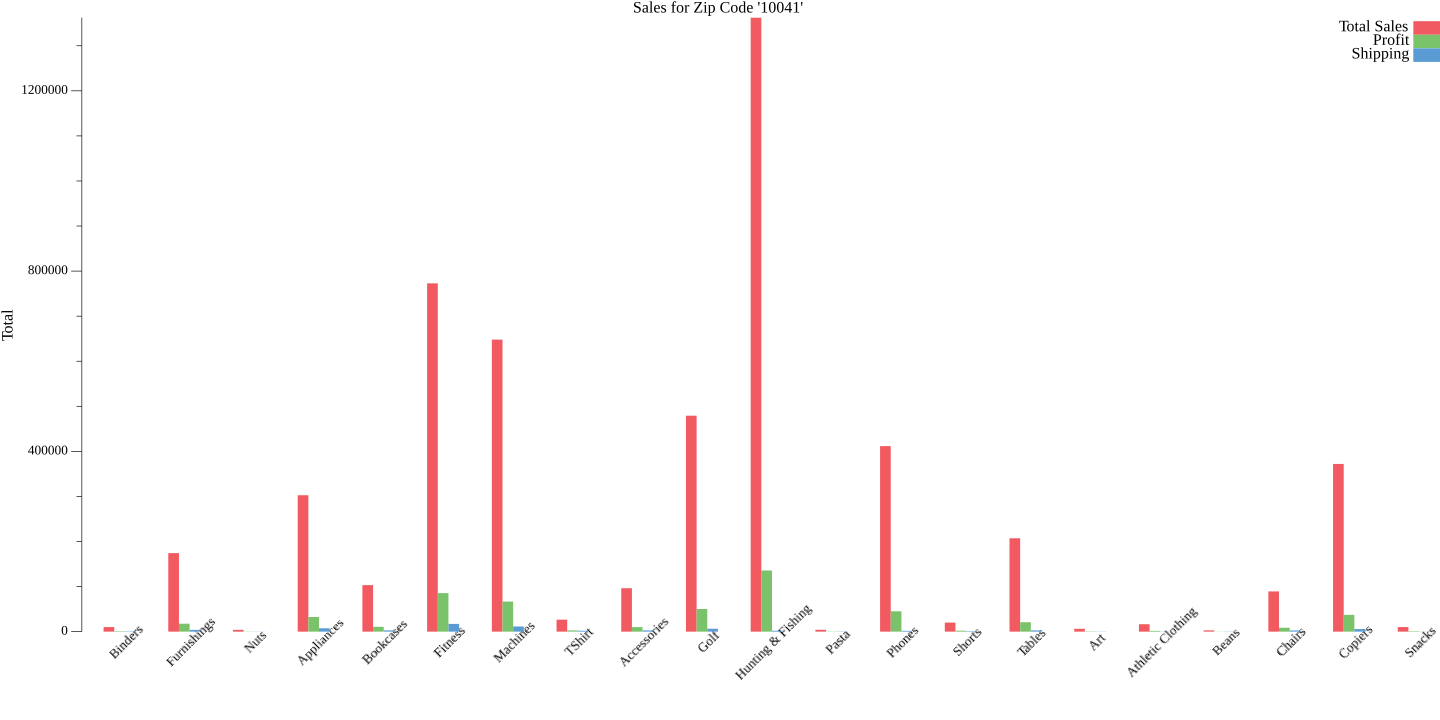 Sales for Zip Code '10041'
Total Sales
Profit
Shipping
1200000
800000
400000
0
Total
Binders
Furnishings
Nuts
Appliances
Bookcases
Fitness
Machines
TShirt
Accessories
Golf
Hunting & Fishing
Pasta
Phones
Shorts
Tables
Art
Athletic Clothing
Beans
Chairs
Copiers
Snacks